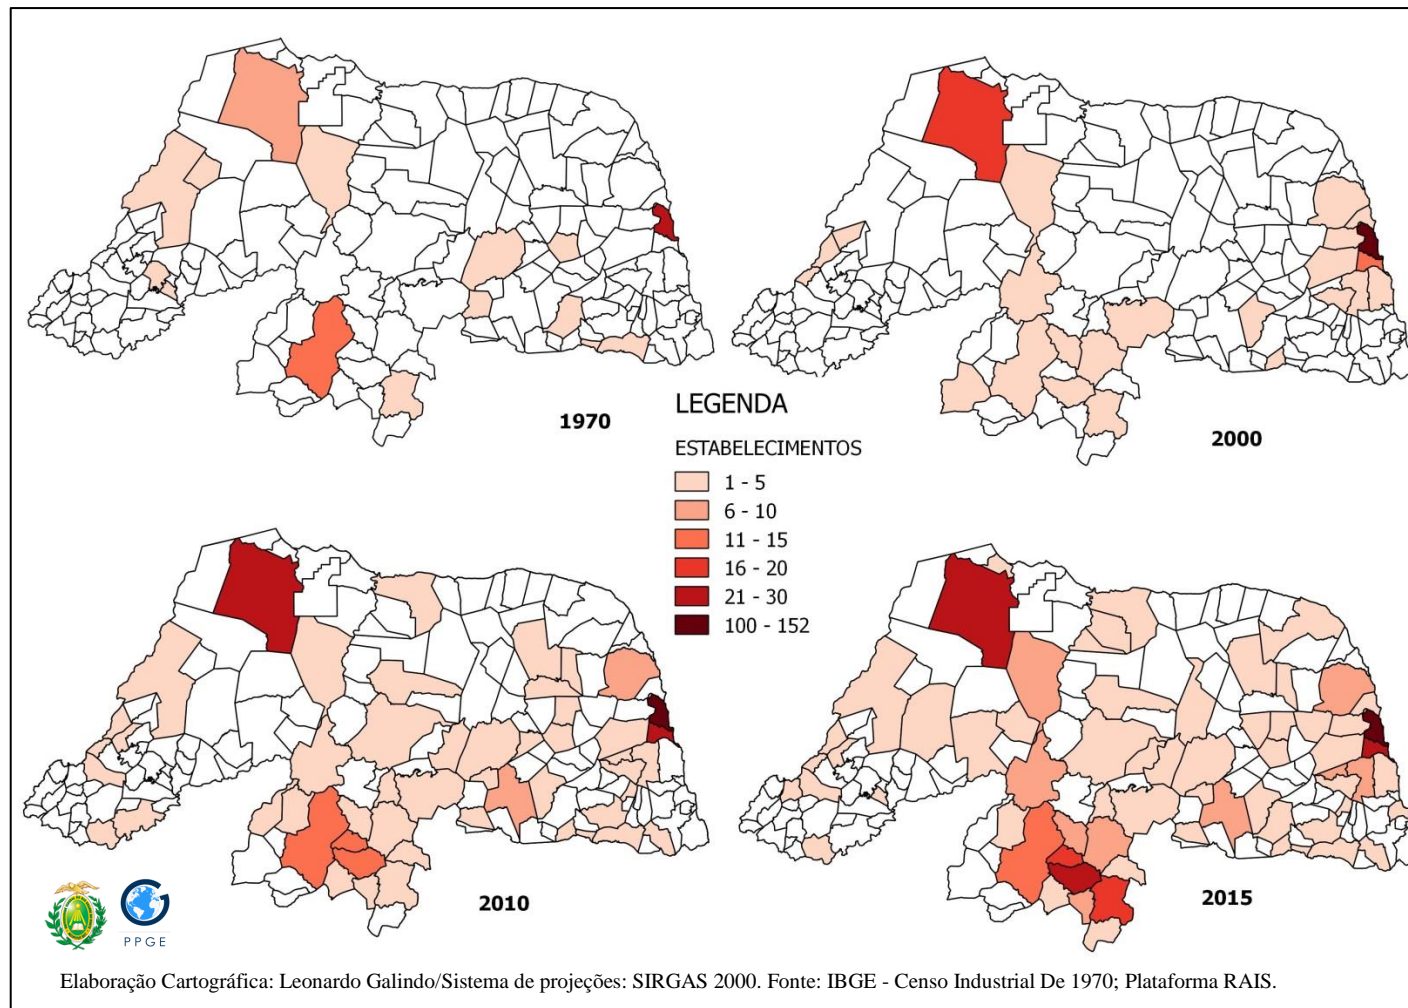 1970
2000
LEGENDA
ESTABELECIMENTOS
1 - 5
6 - 10
11 - 15
16 - 20
21 - 30
100 - 152
2010
2015
PPGE
Elaboração Cartográfica: Leonardo Galindo/Sistema de projeções: SIRGAS 2000. Fonte: IBGE - Censo Industrial De 1970; Plataforma RAIS.